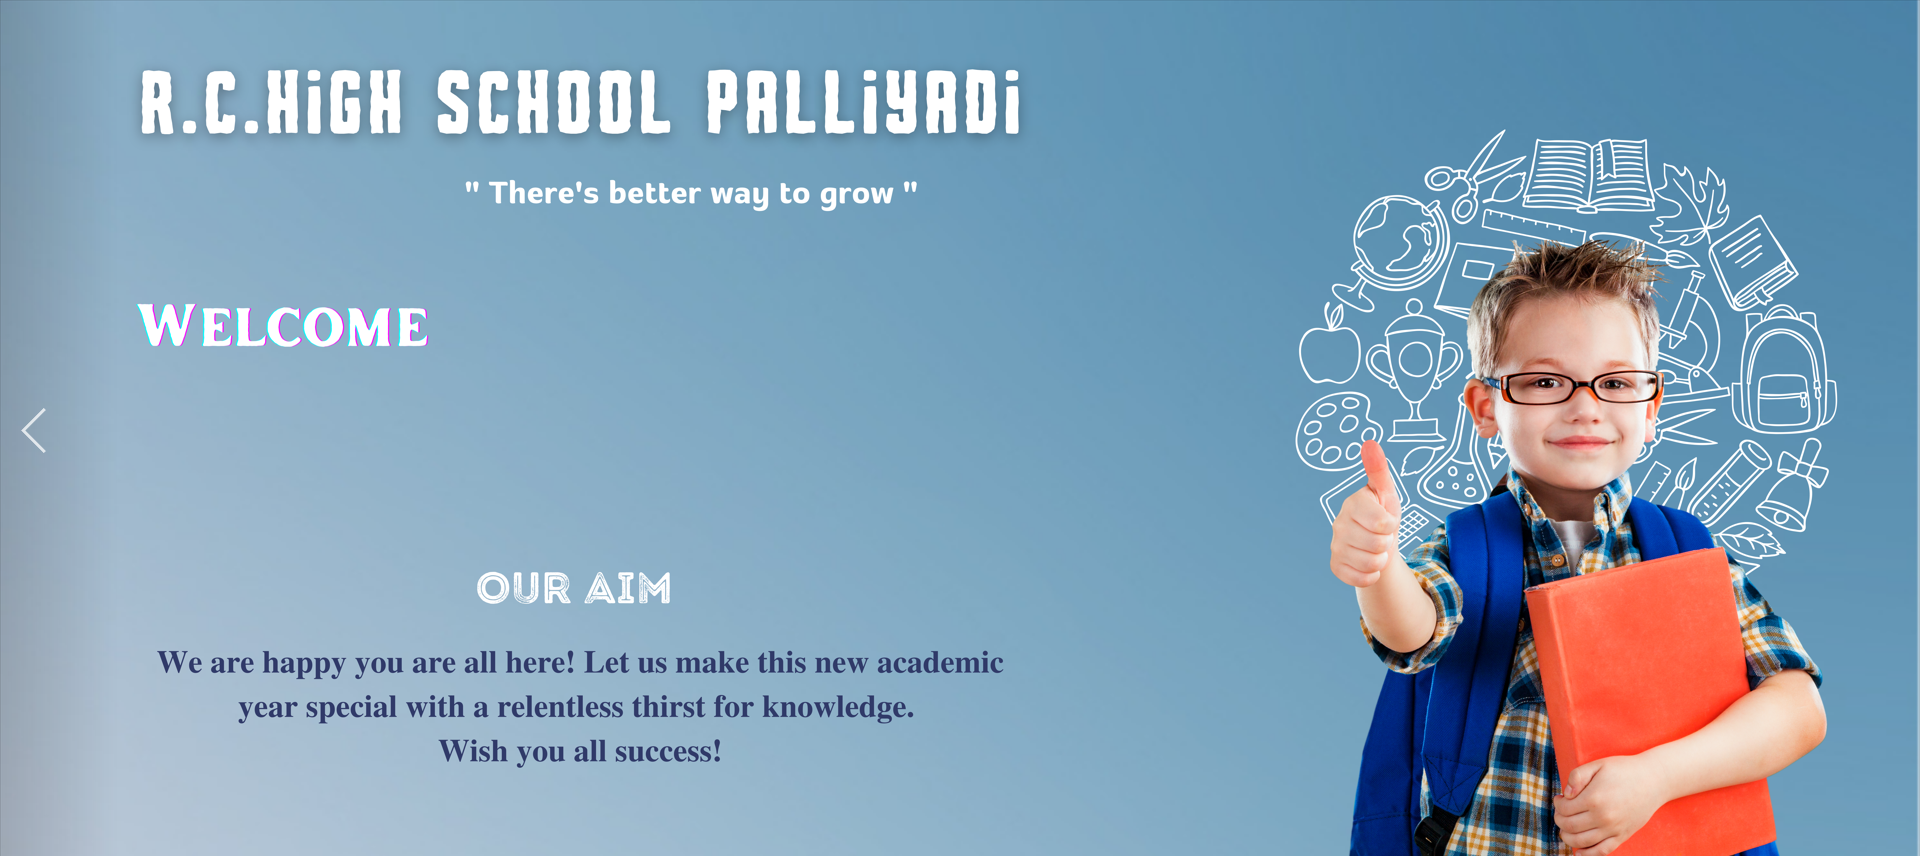 R.C.HiGH SCHOOL PALLiYADi
" There's better way to grow "
WELCOME
OUR AIM
We are happy you are all here! Let us make this new academic
year special with a relentless thirst for knowledge.
Wish you all success!